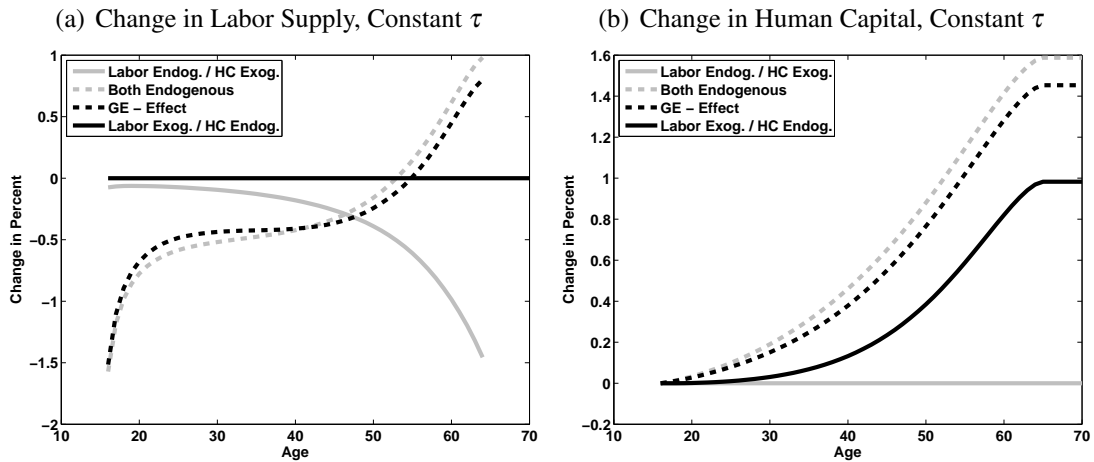 (a) Change in Labor Supply, Constant τ
1
0.5
0
−0.5
−1
−1.5
−2
10 20 30 40 50 60 70
Age
Change in Percent
Labor Endog. / HC Exog.
Both Endogenous
GE − Effect
Labor Exog. / HC Endog.
(b) Change in Human Capital, Constant τ
1.6
1.4
1.2
1
0.8
0.6
0.4
0.2
0
−0.2
10 20 30 40 50 60 70
Age
Change in Percent
Labor Endog. / HC Exog.
Both Endogenous
GE − Effect
Labor Exog. / HC Endog.